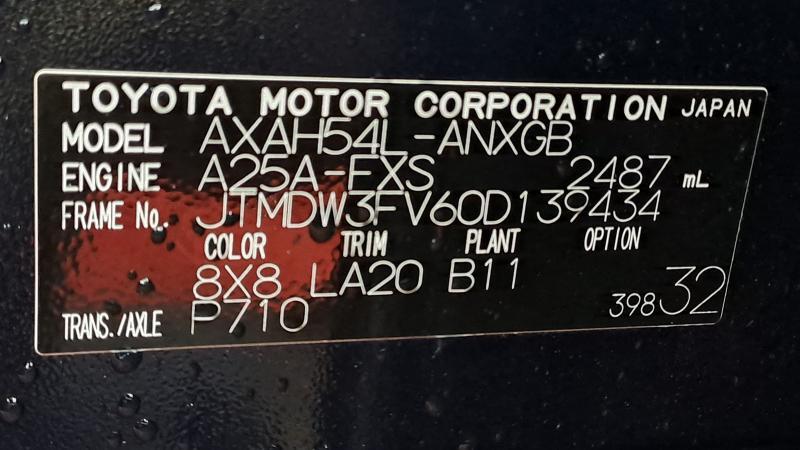 TOYOTA MOTOR CORPORATION JAPAN
MODEL AXAH54L-ANXGB
ENGINE A25A-FXS 2487 mL
FRAME No. JTMDW3FV60D139434
COLOR TRIM PLANT OPTION
8X8 LA20 B11
TRANS./AXLE P710 398 32